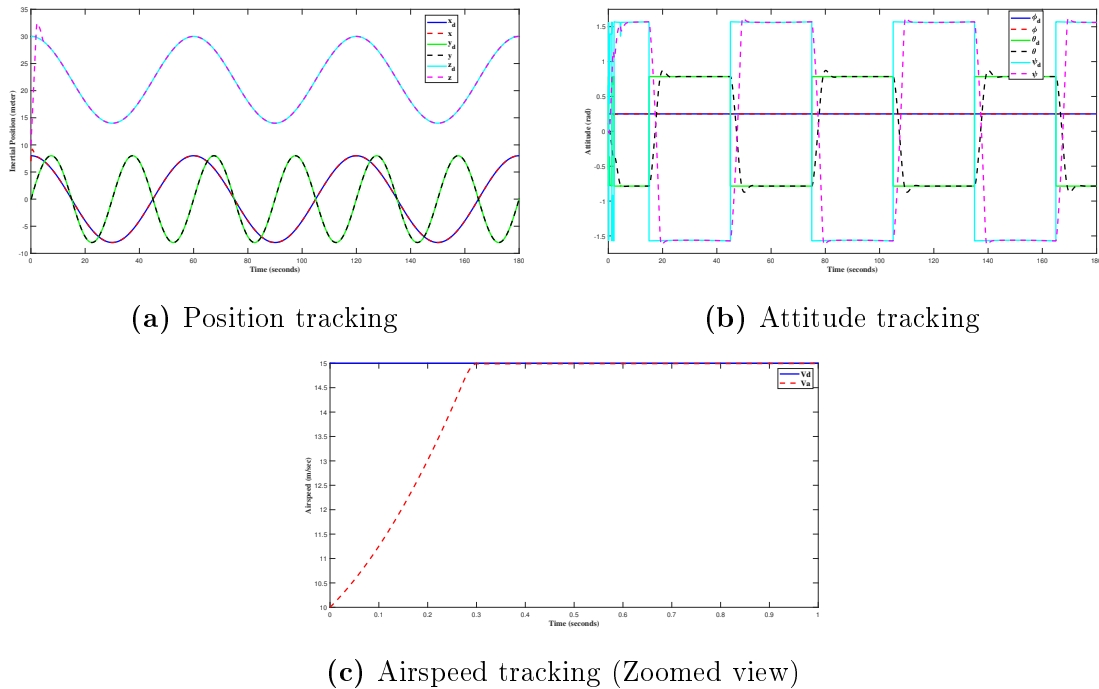 35
30
25
20
15
10
5
0
-5
-10
Inertial Position (meter)
0 20 40 60 80 100 120 140 160 180
Time (seconds)
x_d
x
y_d
y
z_d
z
(a) Position tracking
1.5
1
0.5
0
-0.5
-1
-1.5
Attitude (rad)
0 20 40 60 80 100 120 140 160 180
Time (seconds)
ϕ_d
ϕ
θ_d
θ
ψ_d
ψ
(b) Attitude tracking
15
14.5
14
13.5
13
12.5
12
11.5
11
10.5
10
Airspeed (m/sec)
0 0.1 0.2 0.3 0.4 0.5 0.6 0.7 0.8 0.9 1
Time (seconds)
Vd
Va
(c) Airspeed tracking (Zoomed view)